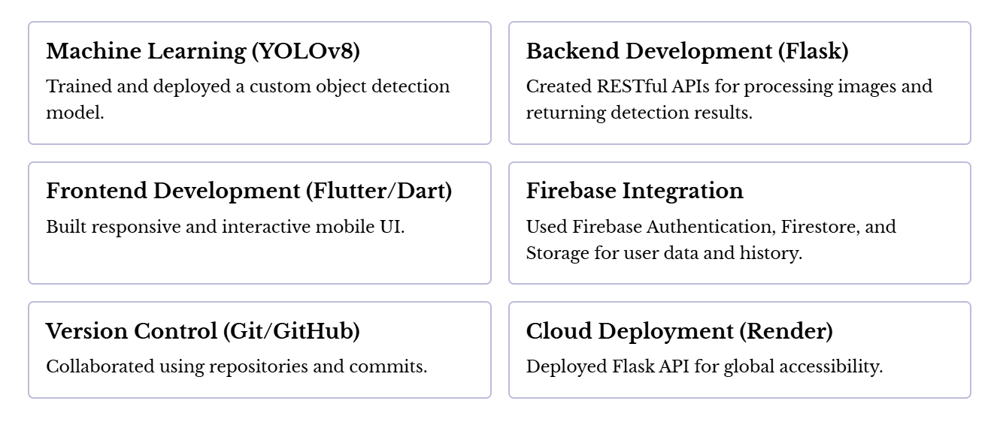 Machine Learning (YOLOv8)
Trained and deployed a custom object detection
model.
Backend Development (Flask)
Created RESTful APIs for processing images and
returning detection results.
Frontend Development (Flutter/Dart)
Built responsive and interactive mobile UI.
Firebase Integration
Used Firebase Authentication, Firestore, and
Storage for user data and history.
Version Control (Git/GitHub)
Collaborated using repositories and commits.
Cloud Deployment (Render)
Deployed Flask API for global accessibility.